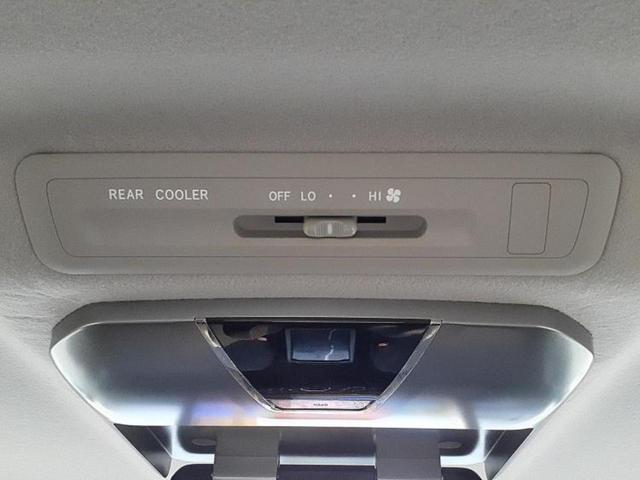 REAR COOLER OFF LO · · HI